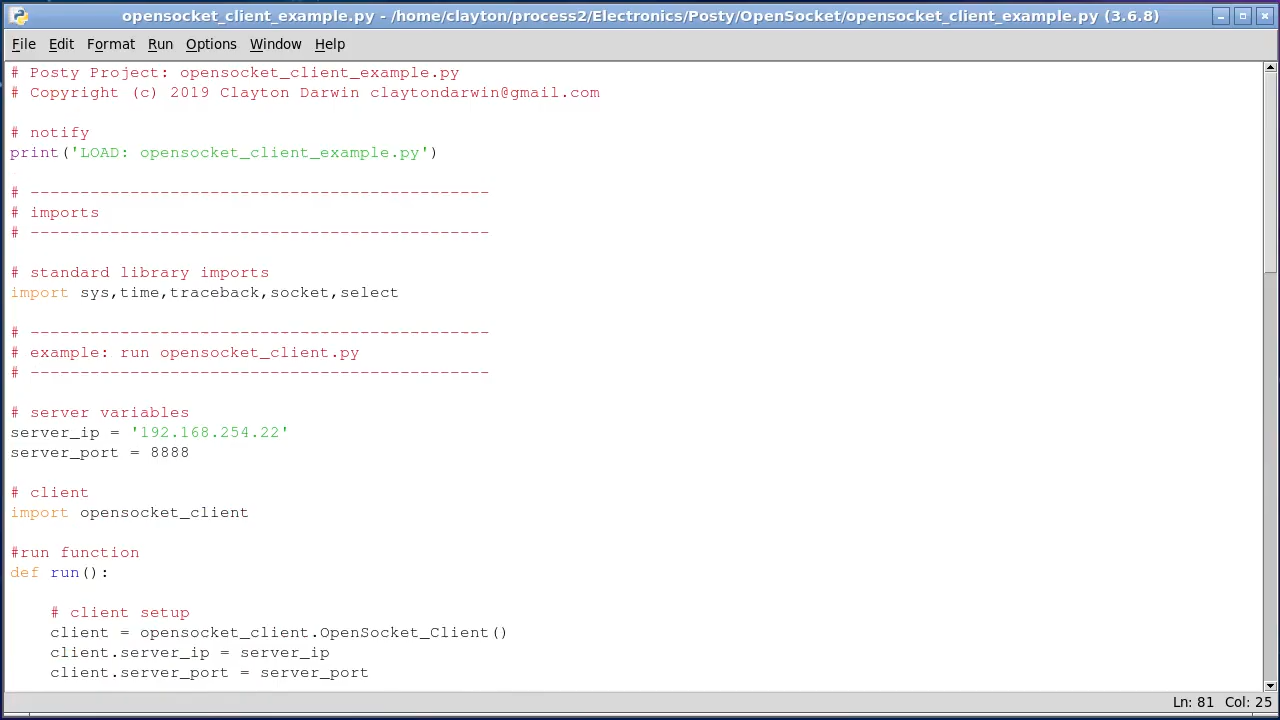 opensocket_client_example.py - /home/clayton/process2/Electronics/Posty/OpenSocket/opensocket_client_example.py (3.6.8)
File Edit Format Run Options Window Help
# Posty Project: opensocket_client_example.py
# Copyright (c) 2019 Clayton Darwin claytondarwin@gmail.com
# notify
print('LOAD: opensocket_client_example.py')
# ----------------------------------------------
# imports
# ----------------------------------------------
# standard library imports
import sys,time,traceback,socket,select
# ----------------------------------------------
# example: run opensocket_client.py
# ----------------------------------------------
# server variables
server_ip = '192.168.254.22'
server_port = 8888
# client
import opensocket_client
#run function
def run():
    # client setup
    client = opensocket_client.OpenSocket_Client()
    client.server_ip = server_ip
    client.server_port = server_port
Ln: 81 Col: 25